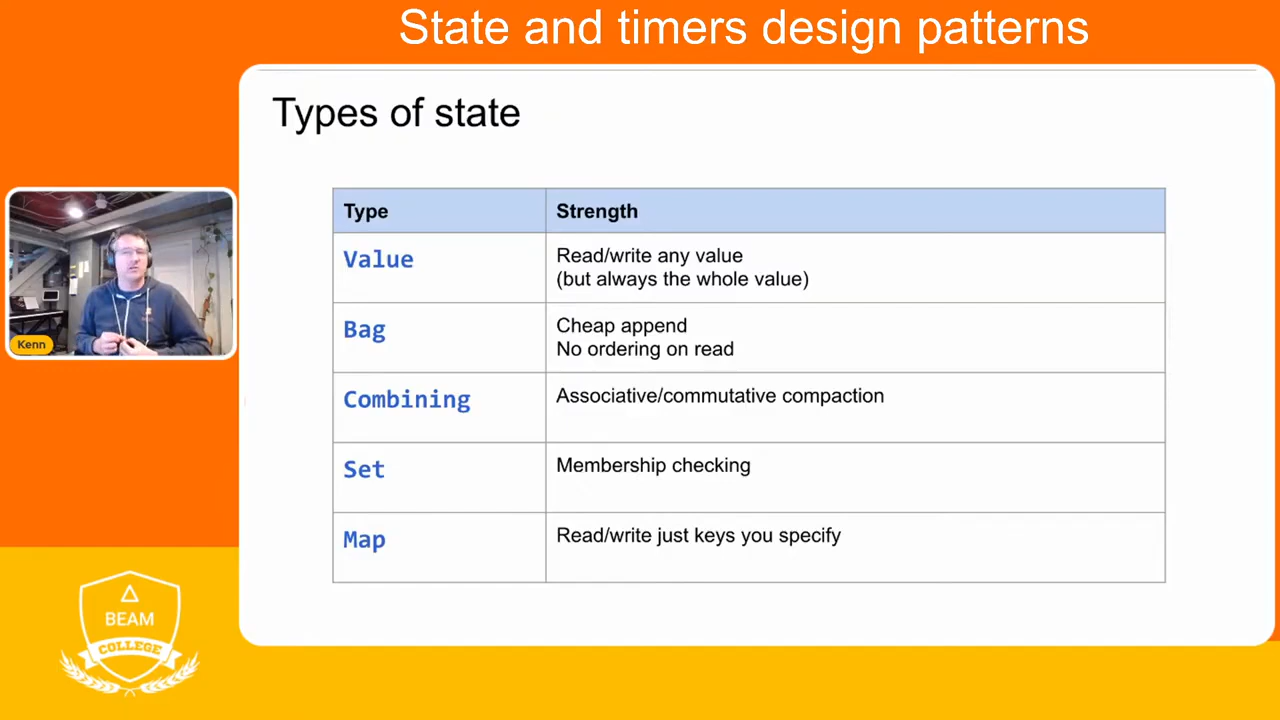 State and timers design patterns
Types of state
Type
Strength
Value
Read/write any value
(but always the whole value)
Bag
Cheap append
No ordering on read
Combining
Associative/commutative compaction
Set
Membership checking
Map
Read/write just keys you specify
Kenn
BEAM
COLLEGE